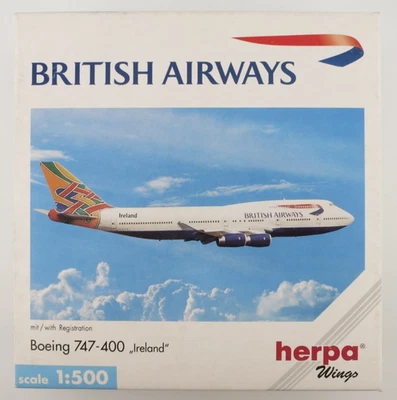 BRITISH AIRWAYS
Ireland
BRITISH AIRWAYS
mit/with Registration
Boeing 747-400 „Ireland“
herpa®
Wings
scale 1:500